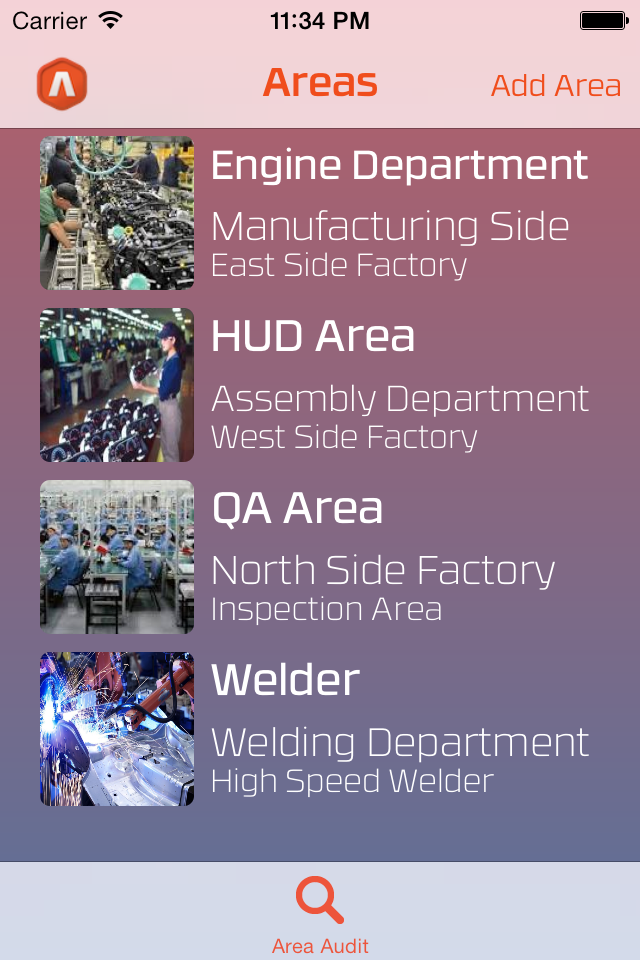 Carrier 11:34 PM
Areas Add Area
Engine Department
Manufacturing Side
East Side Factory
HUD Area
Assembly Department
West Side Factory
QA Area
North Side Factory
Inspection Area
Welder
Welding Department
High Speed Welder
Area Audit